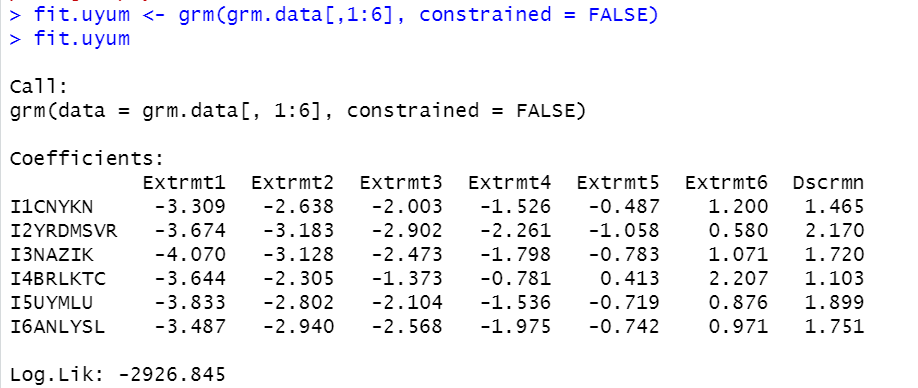 > fit.uyum <- grm(grm.data[,1:6], constrained = FALSE)
> fit.uyum
Call:
grm(data = grm.data[, 1:6], constrained = FALSE)
Coefficients:
Extrmt1 Extrmt2 Extrmt3 Extrmt4 Extrmt5 Extrmt6 Dscrmn
I1CNYKN -3.309 -2.638 -2.003 -1.526 -0.487 1.200 1.465
I2YRDMSVR -3.674 -3.183 -2.902 -2.261 -1.058 0.580 2.170
I3NAZIK -4.070 -3.128 -2.473 -1.798 -0.783 1.071 1.720
I4BRLKTC -3.644 -2.305 -1.373 -0.781 0.413 2.207 1.103
I5UYMLU -3.833 -2.802 -2.104 -1.536 -0.719 0.876 1.899
I6ANLYSL -3.487 -2.940 -2.568 -1.975 -0.742 0.971 1.751
Log.Lik: -2926.845